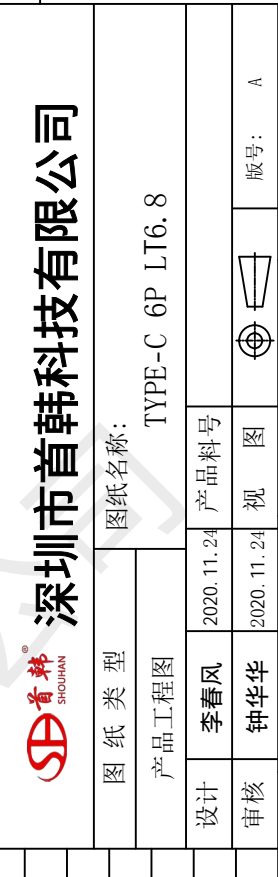 首韩® 深圳市首韩科技有限公司
SHOUHAN
图纸类型 图纸名称:
产品工程图 TYPE-C 6P LT6.8
设计 李春风 2020.11.24 产品料号
审核 钟华华 2020.11.24 视 图 版号: A